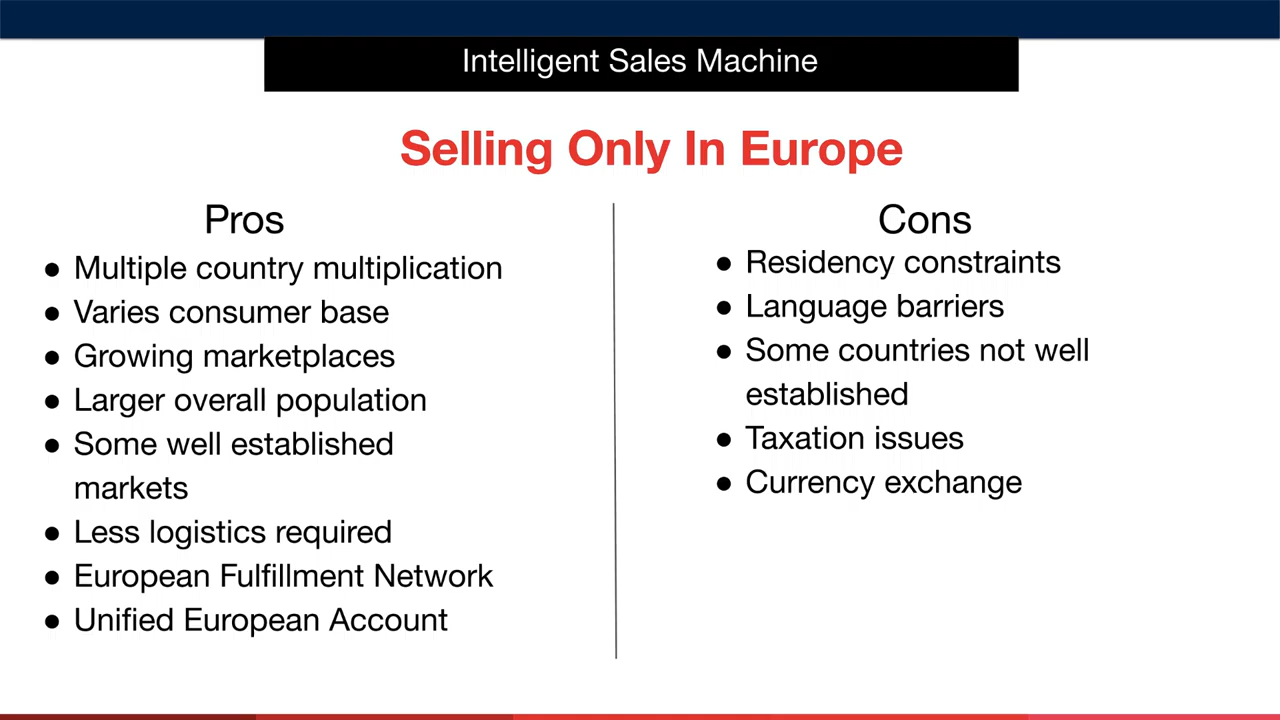 Intelligent Sales Machine
Selling Only In Europe
Pros
● Multiple country multiplication
● Varies consumer base
● Growing marketplaces
● Larger overall population
● Some well established
markets
● Less logistics required
● European Fulfillment Network
● Unified European Account
Cons
● Residency constraints
● Language barriers
● Some countries not well
established
● Taxation issues
● Currency exchange